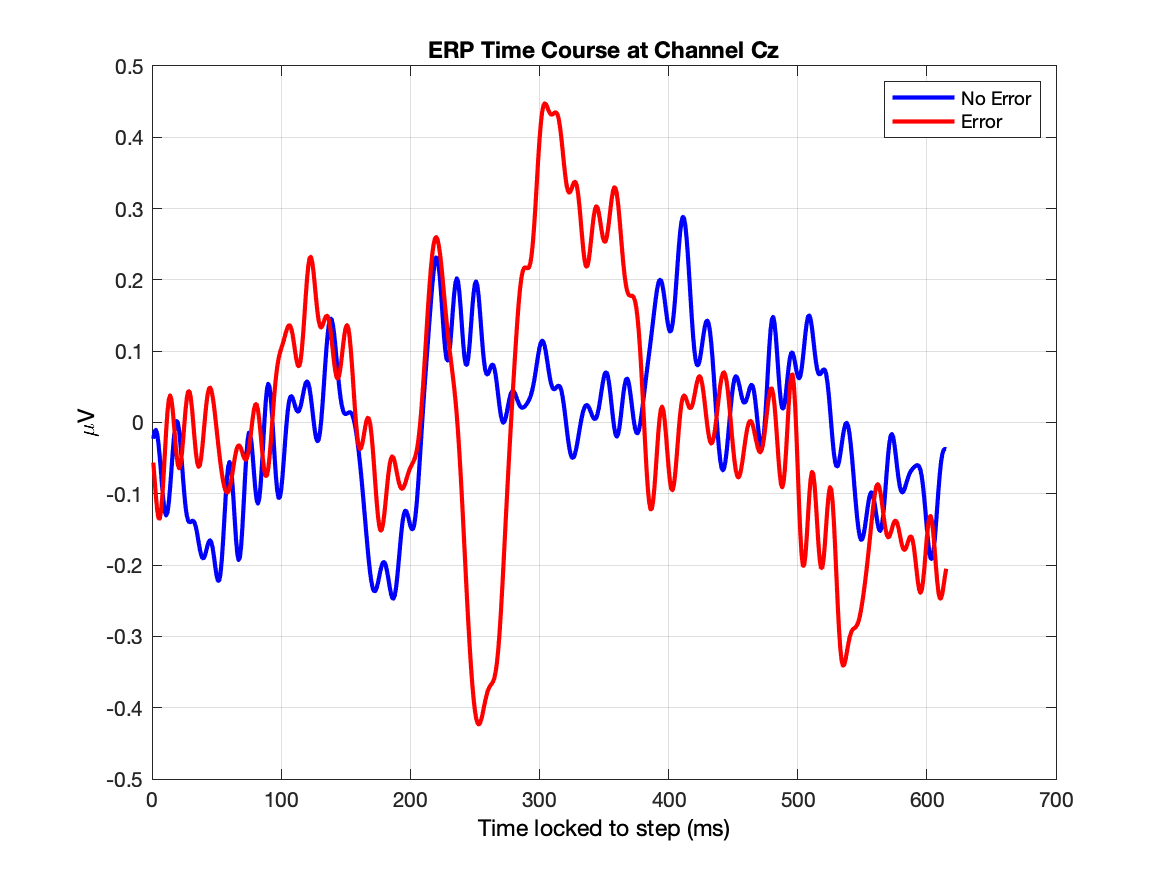 ERP Time Course at Channel Cz
No Error
Error
0.5
0.4
0.3
0.2
0.1
0
-0.1
-0.2
-0.3
-0.4
-0.5
μV
0 100 200 300 400 500 600 700
Time locked to step (ms)